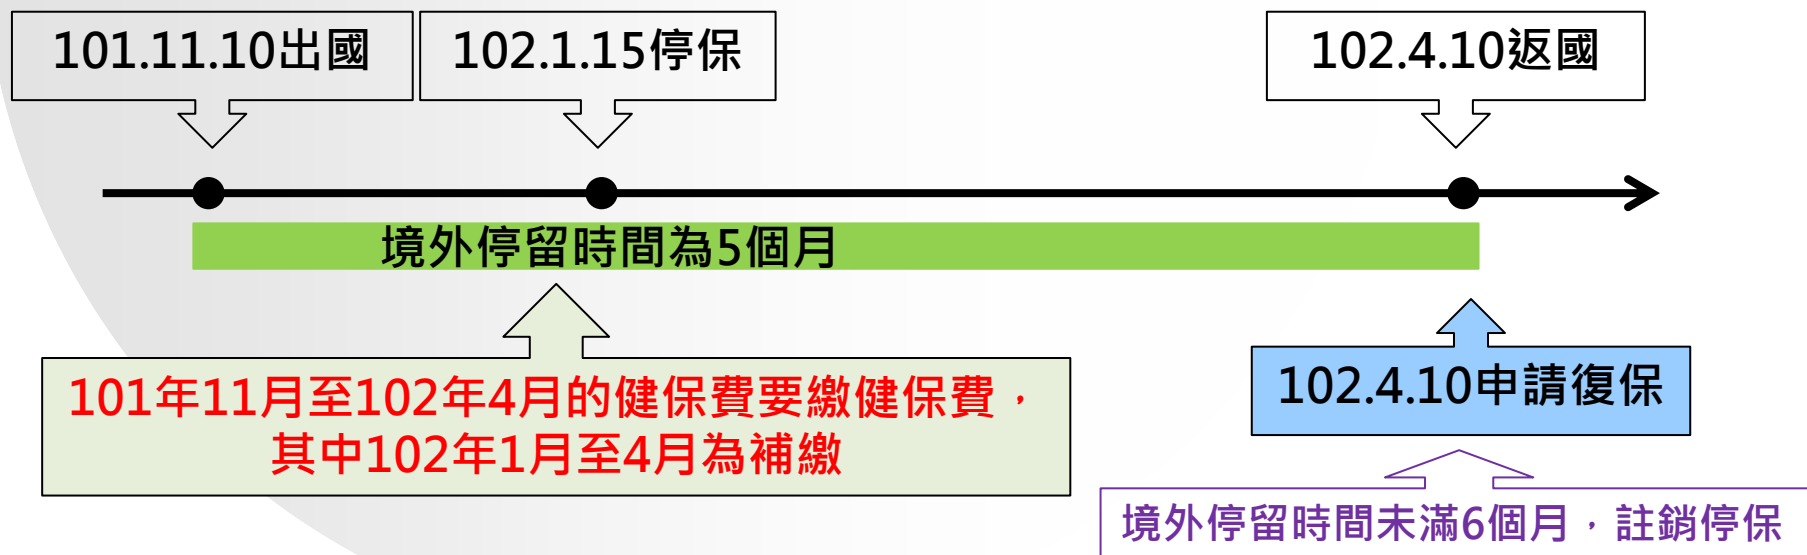 101.11.10出國
102.1.15停保
102.4.10返國
境外停留時間為5個月
101年11月至102年4月的健保費要繳健保費，
其中102年1月至4月為補繳
102.4.10申請復保
境外停留時間未滿6個月，註銷停保